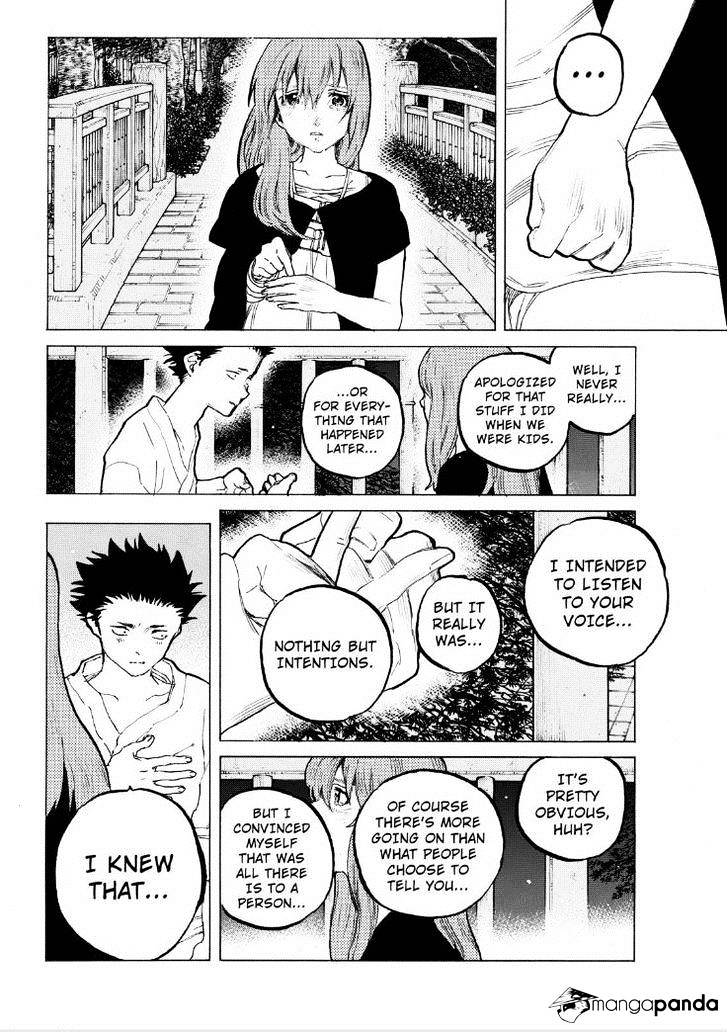 ...
WELL, I
NEVER
REALLY...
APOLOGIZED
FOR THAT
STUFF I DID
WHEN WE
WERE KIDS.
...OR
FOR EVERY-
THING THAT
HAPPENED
LATER...
I INTENDED
TO LISTEN
TO YOUR
VOICE...
BUT IT
REALLY
WAS...
NOTHING BUT
INTENTIONS.
I KNEW
THAT...
IT'S
PRETTY
OBVIOUS,
HUH?
OF COURSE
THERE'S MORE
GOING ON THAN
WHAT PEOPLE
CHOOSE TO
TELL YOU...
BUT I
CONVINCED
MYSELF
THAT WAS
ALL THERE
IS TO A
PERSON...
mangapanda